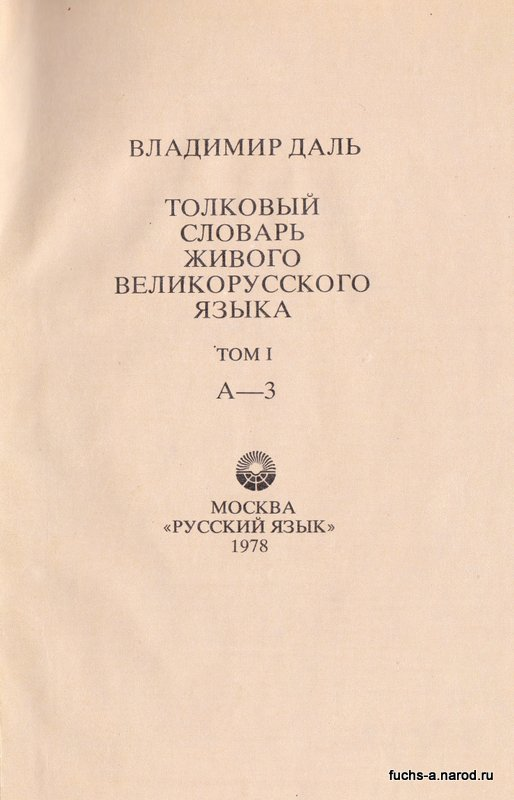 ВЛАДИМИР ДАЛЬ
ТОЛКОВЫЙ
СЛОВАРЬ
ЖИВОГО
ВЕЛИКОРУССКОГО
ЯЗЫКА
ТОМ I
А—З
МОСКВА
«РУССКИЙ ЯЗЫК»
1978
fuchs-a.narod.ru